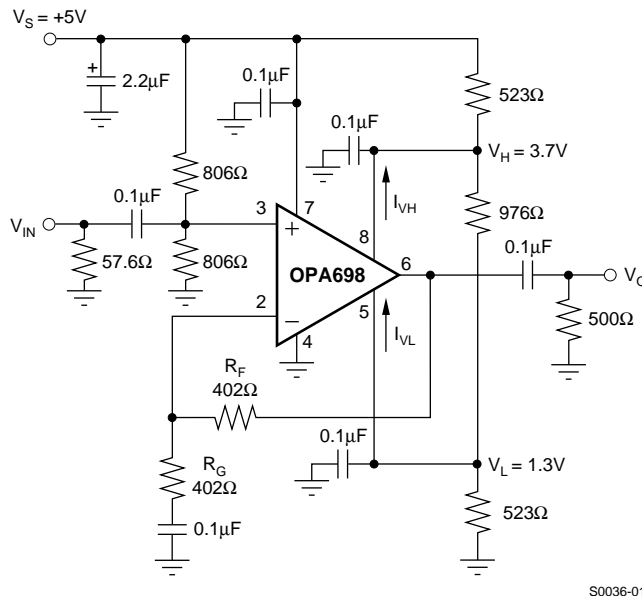 V_S = +5V
+
2.2μF
0.1μF
523Ω
0.1μF
V_H = 3.7V
806Ω
I_VH
0.1μF
976Ω
V_IN
3
7
8
+
57.6Ω
806Ω
OPA698
6
0.1μF
V_O
2
−
5
4
I_VL
500Ω
R_F
402Ω
0.1μF
V_L = 1.3V
R_G
402Ω
523Ω
0.1μF
S0036-01